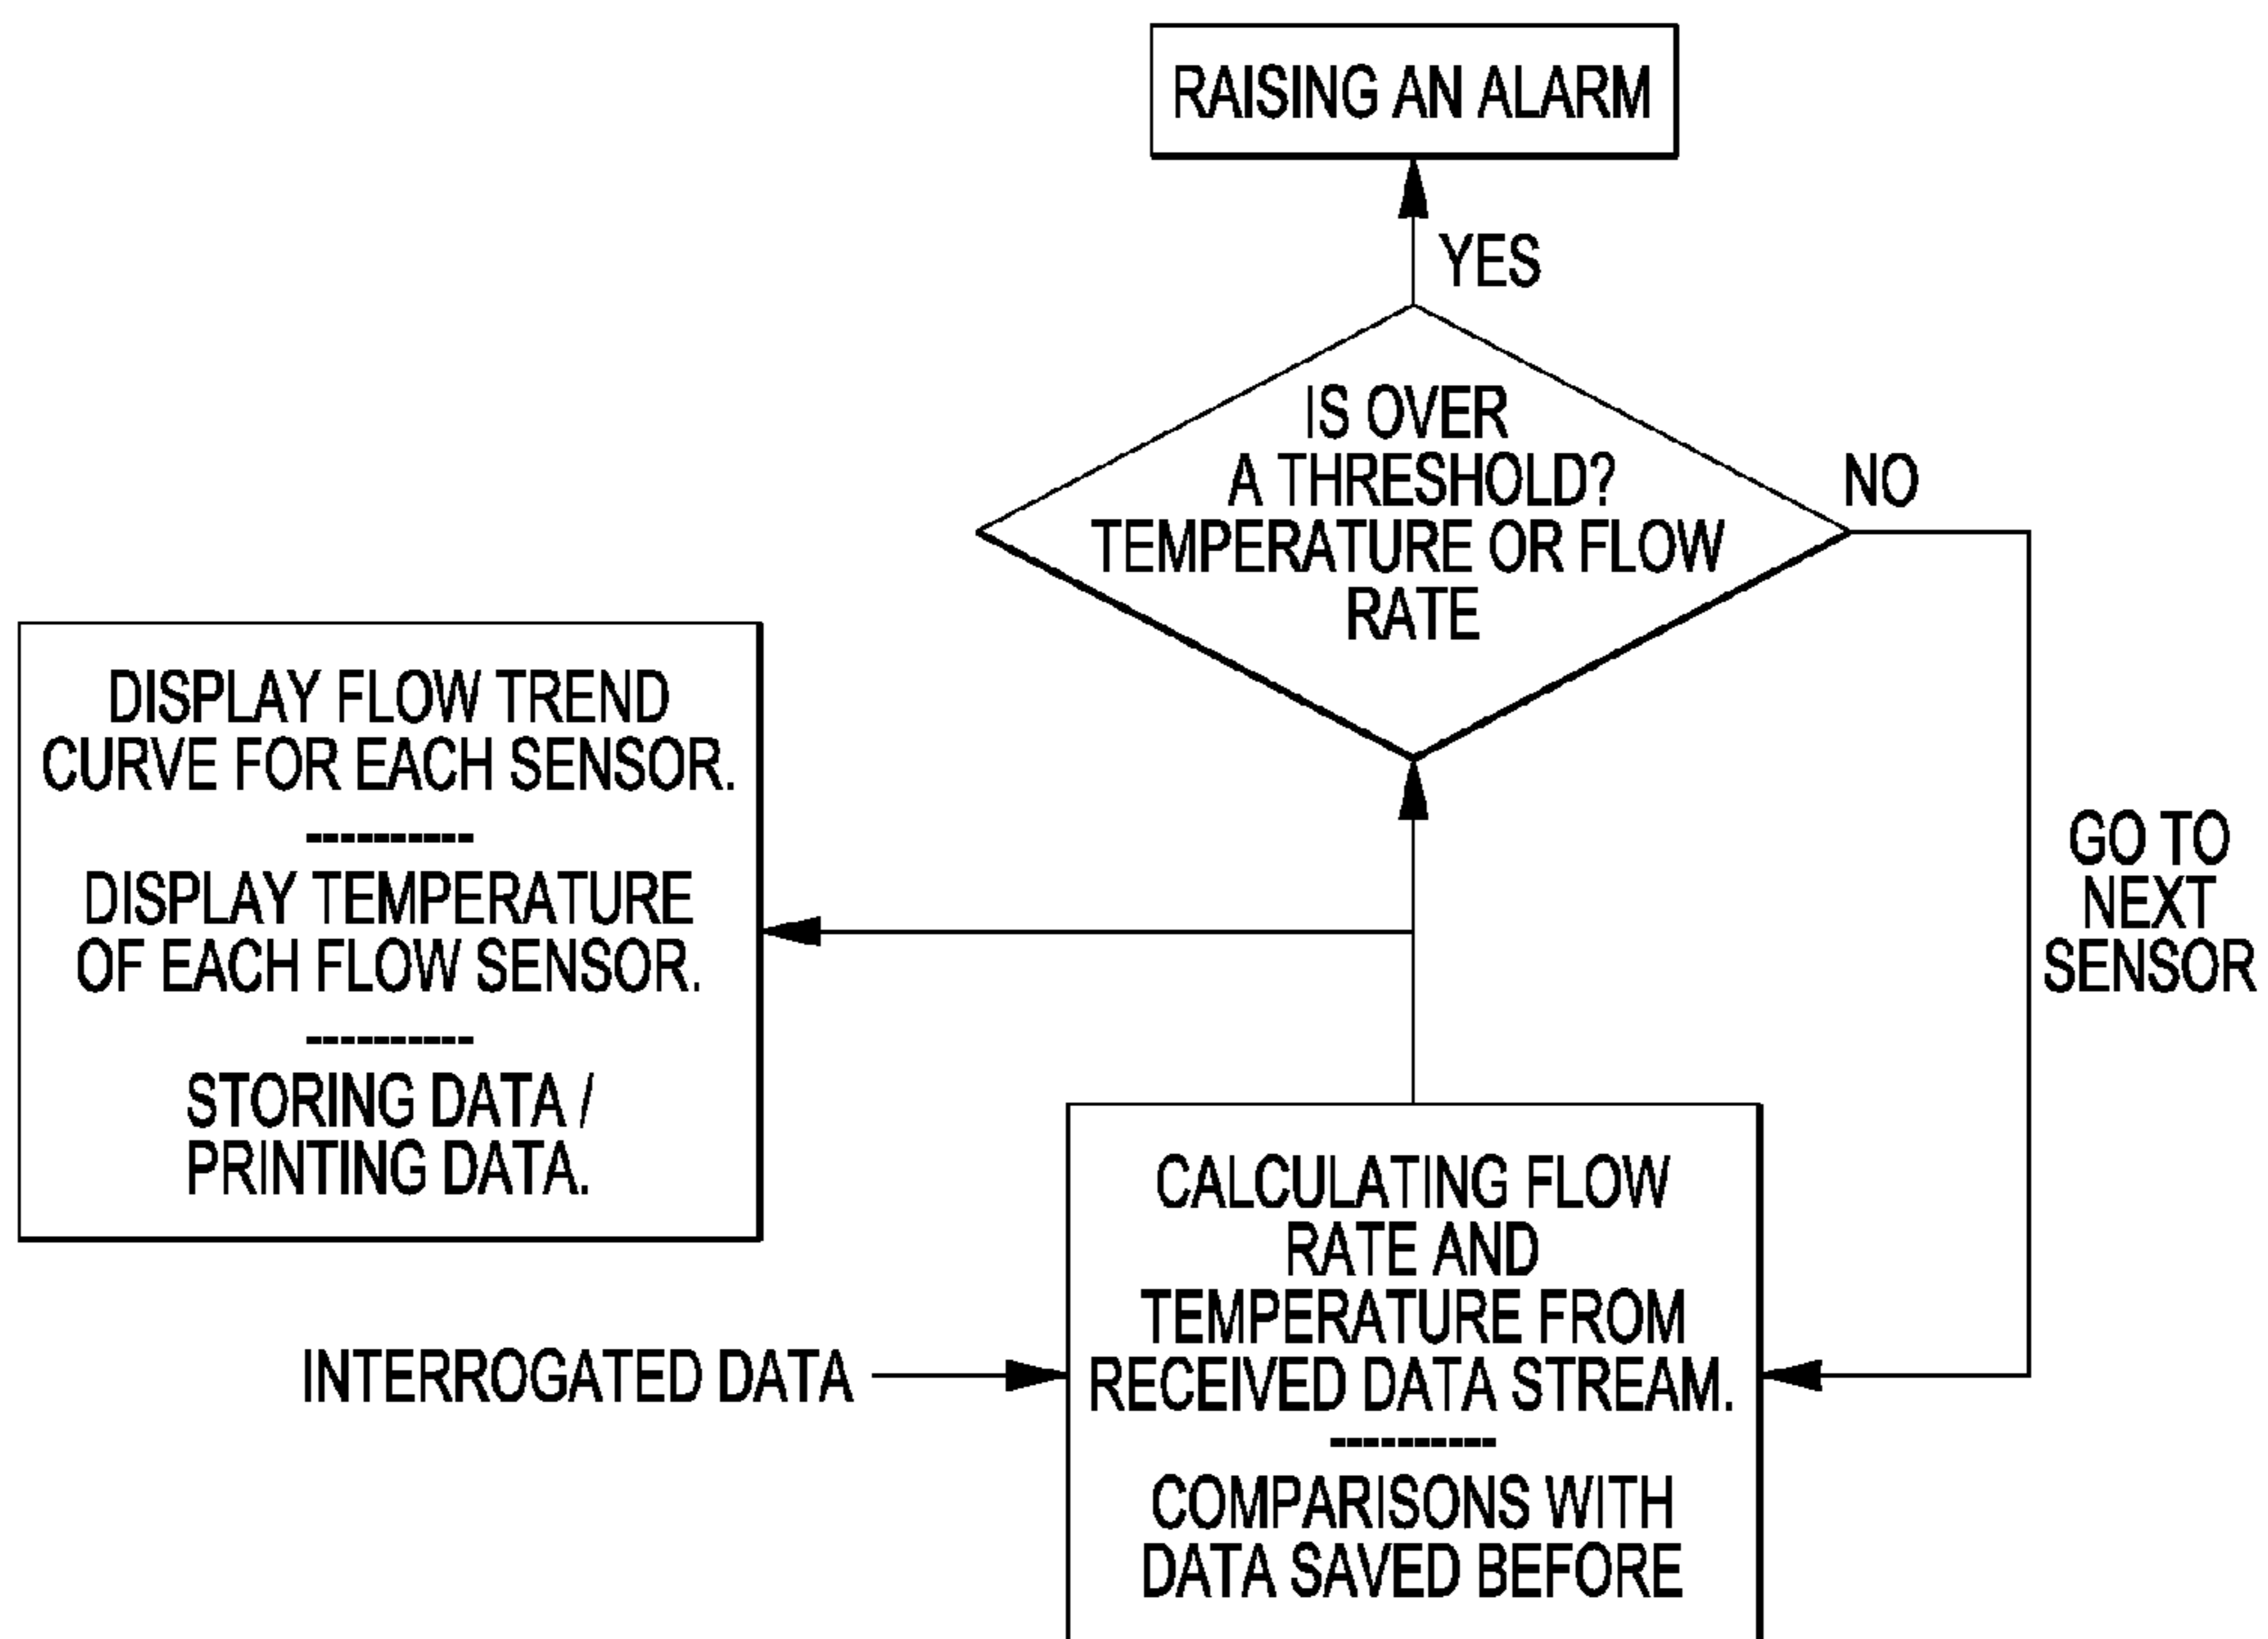 RAISING AN ALARM
YES
IS OVER
A THRESHOLD?
TEMPERATURE OR FLOW
RATE
NO
DISPLAY FLOW TREND
CURVE FOR EACH SENSOR.
----------
DISPLAY TEMPERATURE
OF EACH FLOW SENSOR.
----------
STORING DATA /
PRINTING DATA.
GO TO
NEXT
SENSOR
INTERROGATED DATA
CALCULATING FLOW
RATE AND
TEMPERATURE FROM
RECEIVED DATA STREAM.
----------
COMPARISONS WITH
DATA SAVED BEFORE